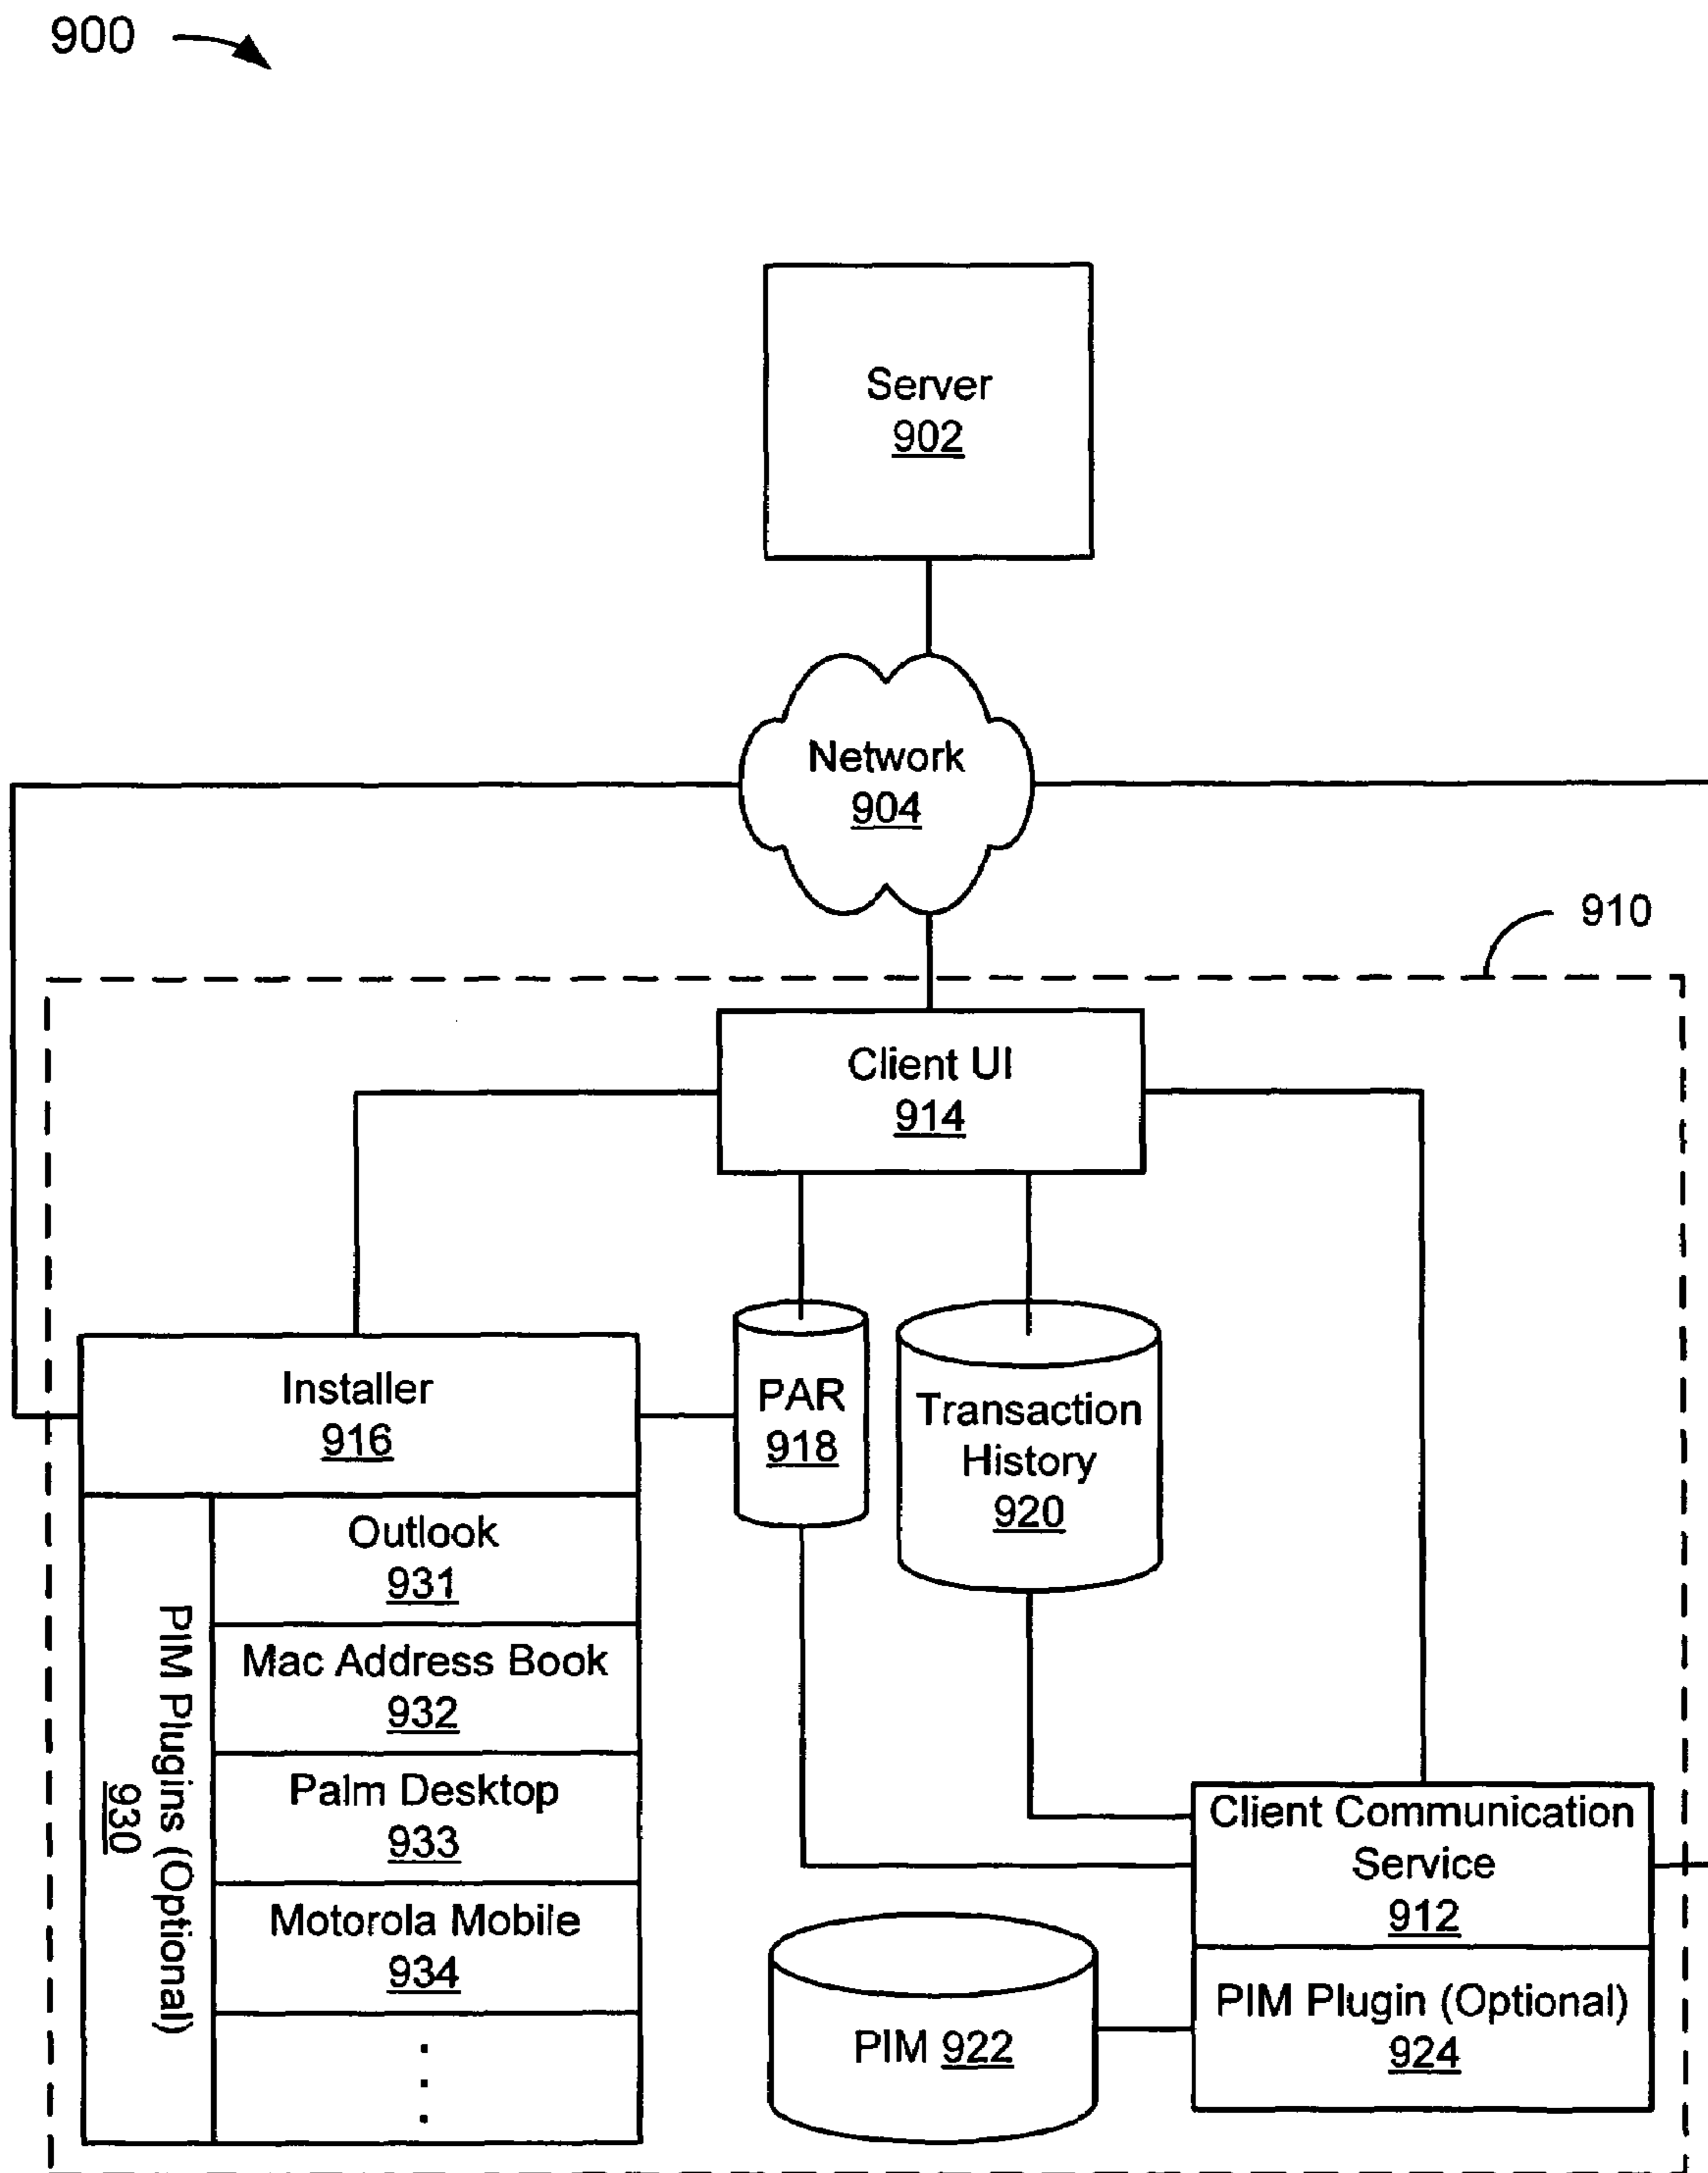 900
Server
902
Network
904
910
Client UI
914
Installer
916
PAR
918
Transaction
History
920
PIM Plugins (Optional)
930
Outlook
931
Mac Address Book
932
Palm Desktop
933
Motorola Mobile
934
Client Communication
Service
912
PIM Plugin (Optional)
924
PIM 922